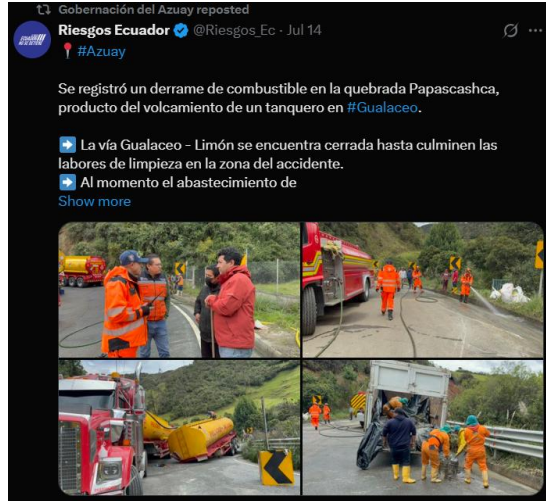 Gobernación del Azuay reposted
Riesgos Ecuador @Riesgos_Ec · Jul 14
#Azuay
Se registró un derrame de combustible en la quebrada Papascashca,
producto del volcamiento de un tanquero en #Gualaceo.
La vía Gualaceo - Limón se encuentra cerrada hasta culminen las
labores de limpieza en la zona del accidente.
Al momento el abastecimiento de
Show more